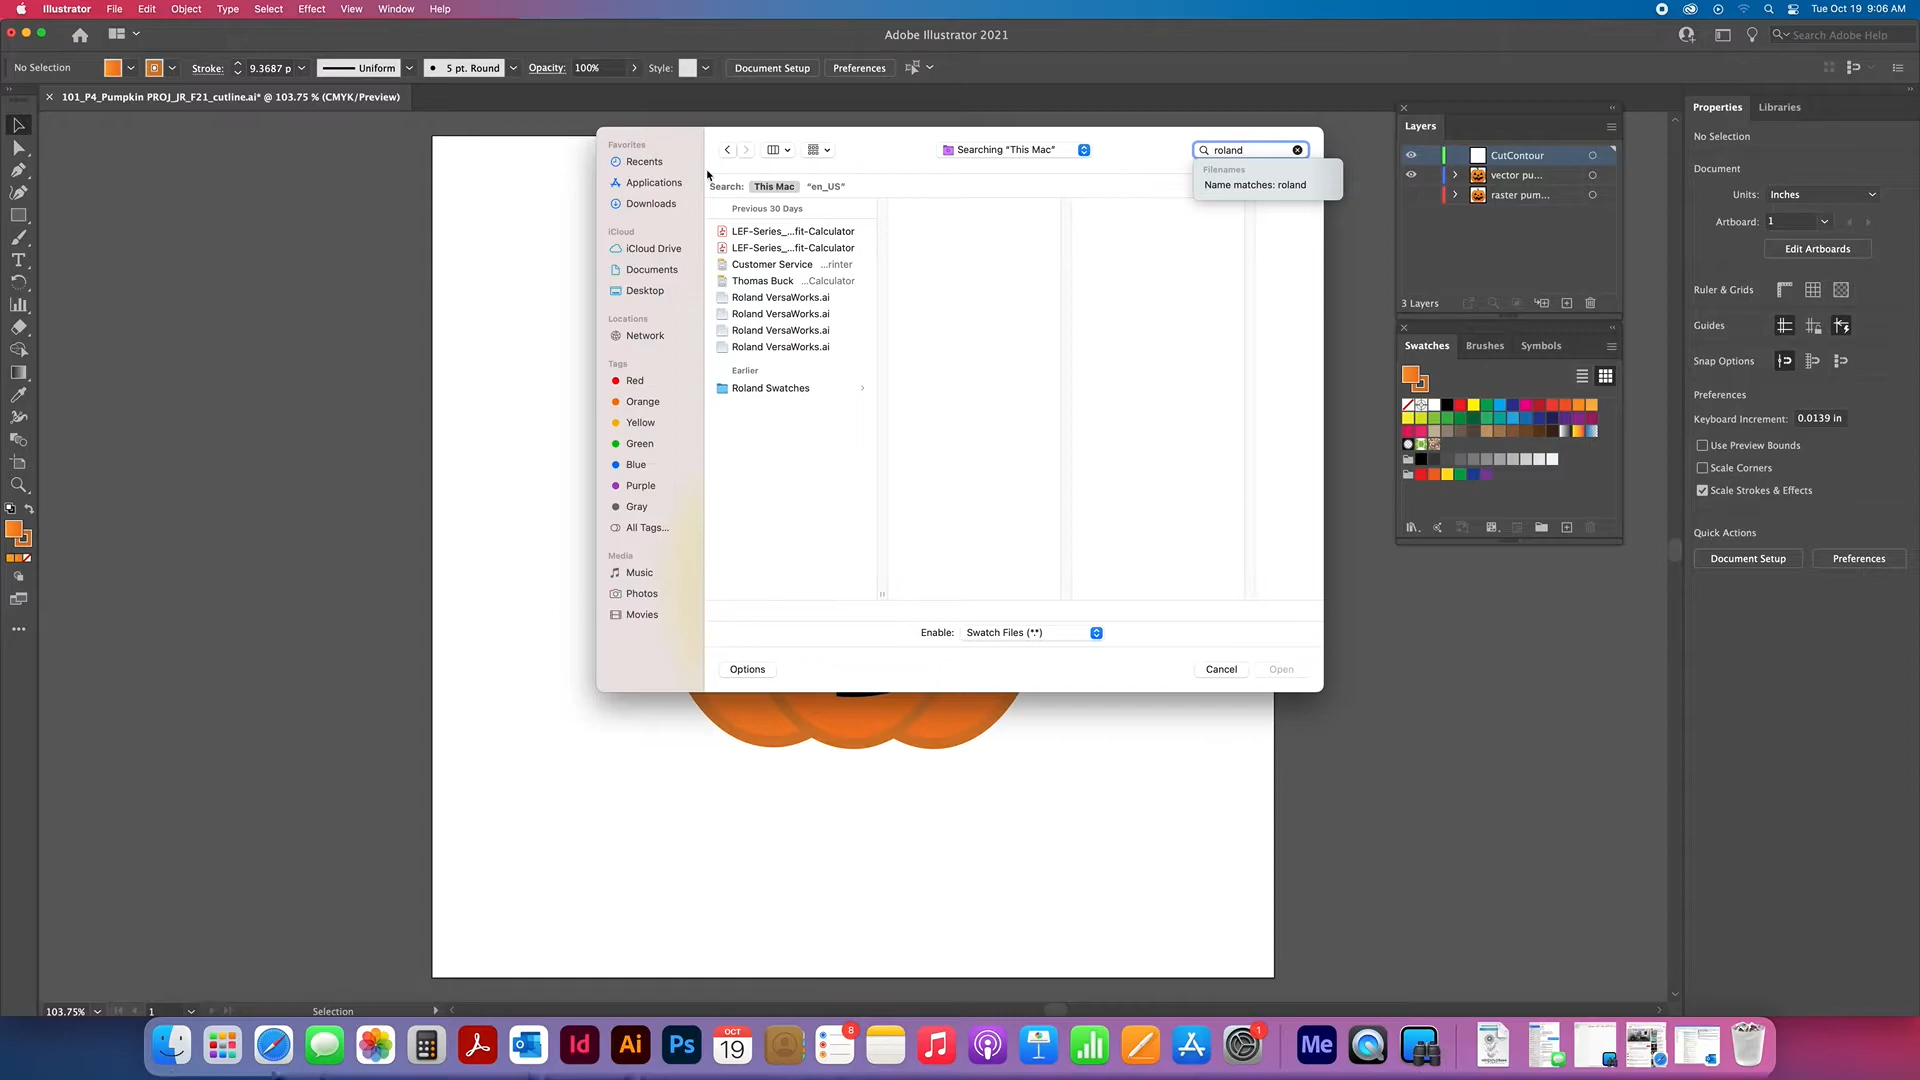 Illustrator File Edit Object Type Select Effect View Window Help Tue Oct 19 9:06 AM
Adobe Illustrator 2021 Search Adobe Help
No Selection Stroke: 9.3687 p Uniform 5 pt. Round Opacity: 100% Style: Document Setup Preferences
101_P4_Pumpkin PROJ_JR_F21_cutline.ai* @ 103.75 % (CMYK/Preview)
Favorites
Recents
Applications
Downloads
iCloud
iCloud Drive
Documents
Desktop
Locations
Network
Tags
Red
Orange
Yellow
Green
Blue
Purple
Gray
All Tags...
Media
Music
Photos
Movies
Searching “This Mac”
roland
Filenames
Name matches: roland
Search: This Mac “en_US”
Previous 30 Days
LEF-Series_...fit-Calculator
LEF-Series_...fit-Calculator
Customer Service ...rinter
Thomas Buck ...Calculator
Roland VersaWorks.ai
Roland VersaWorks.ai
Roland VersaWorks.ai
Roland VersaWorks.ai
Earlier
Roland Swatches
Enable: Swatch Files (*.*)
Options Cancel Open
Layers
CutContour
vector pu...
raster pum...
3 Layers
Swatches Brushes Symbols
Properties Libraries
No Selection
Document
Units: Inches
Artboard: 1
Edit Artboards
Ruler & Grids
Guides
Snap Options
Preferences
Keyboard Increment: 0.0139 in
Use Preview Bounds
Scale Corners
Scale Strokes & Effects
Quick Actions
Document Setup Preferences
103.75% 1 Selection
8
OCT
19
Id
Ai
Ps
1
Me